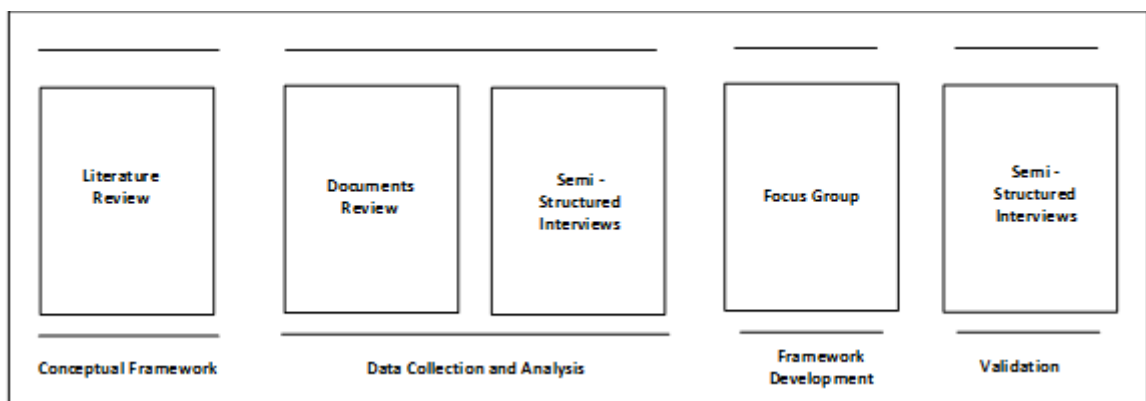 Literature
Review
Documents
Review
Semi -
Structured
Interviews
Focus Group
Semi -
Structured
Interviews
Conceptual Framework
Data Collection and Analysis
Framework
Development
Validation